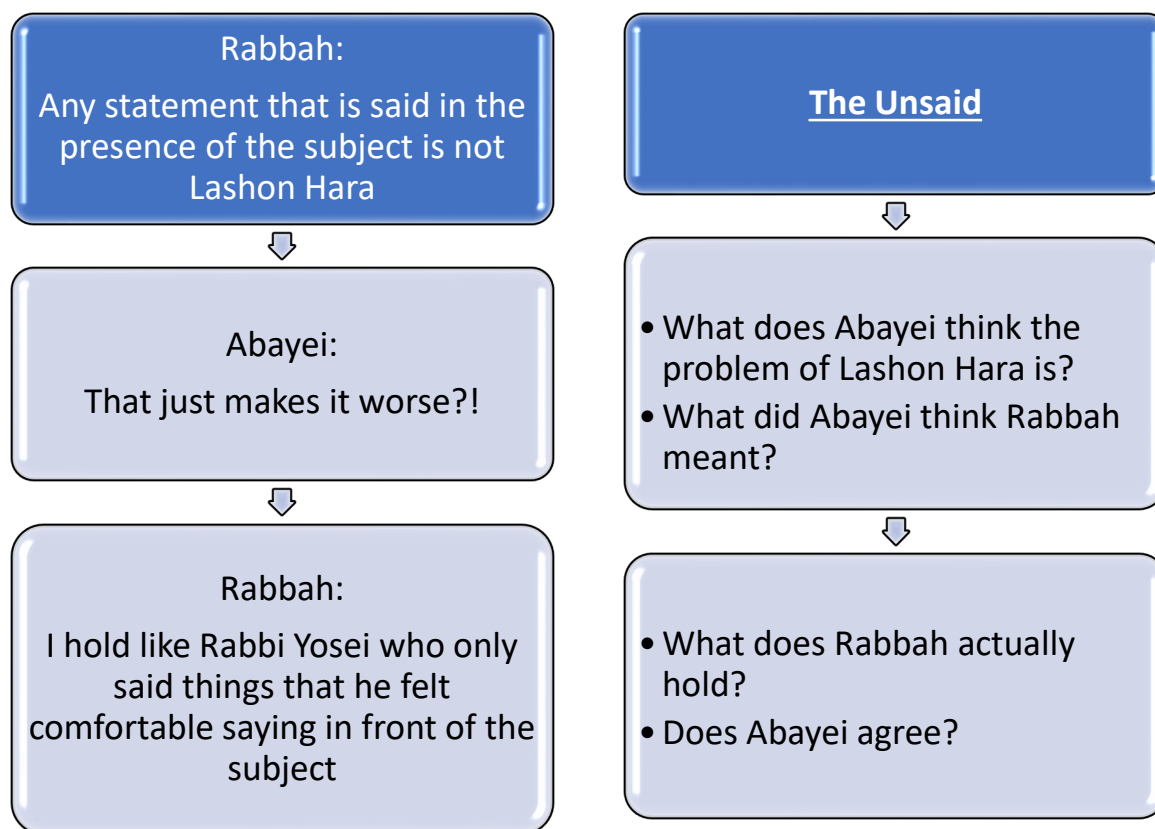 Rabbah:
Any statement that is said in the
presence of the subject is not
Lashon Hara
Abayei:
That just makes it worse?!
Rabbah:
I hold like Rabbi Yosei who only
said things that he felt
comfortable saying in front of the
subject
The Unsaid
• What does Abayei think the
problem of Lashon Hara is?
• What did Abayei think Rabbah
meant?
• What does Rabbah actually
hold?
• Does Abayei agree?